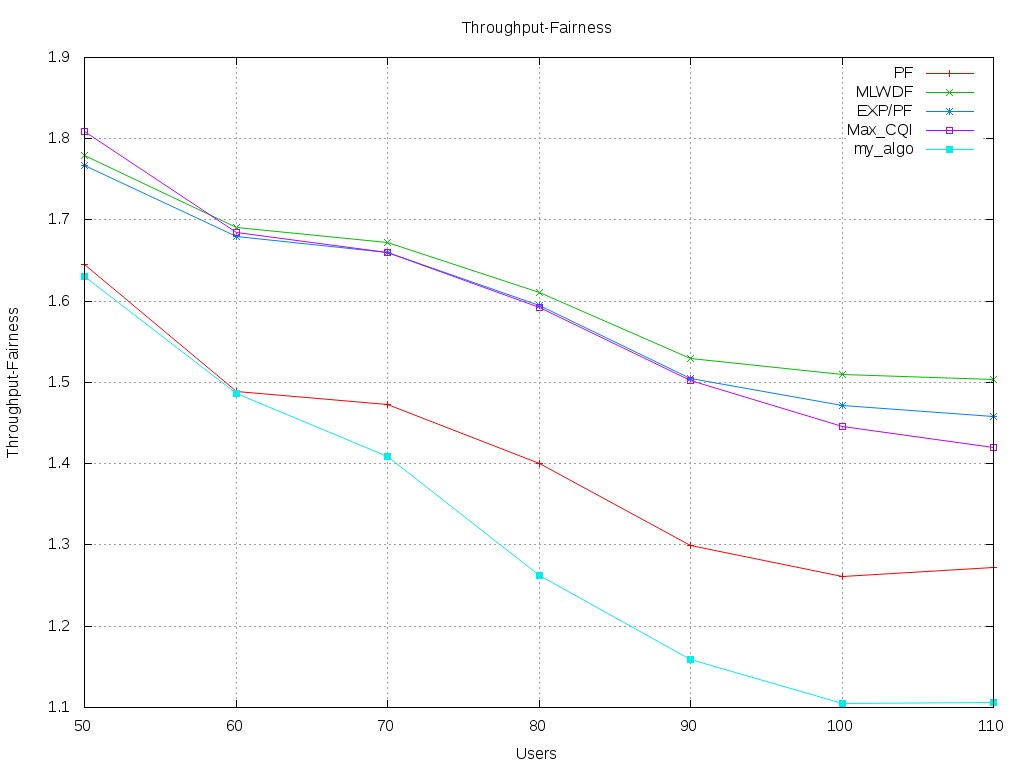 Throughput-Fairness
1.9
1.8
1.7
1.6
1.5
1.4
1.3
1.2
1.1
Throughput-Fairness
PF
MLWDF
EXP/PF
Max_CQI
my_algo
50 60 70 80 90 100 110
Users